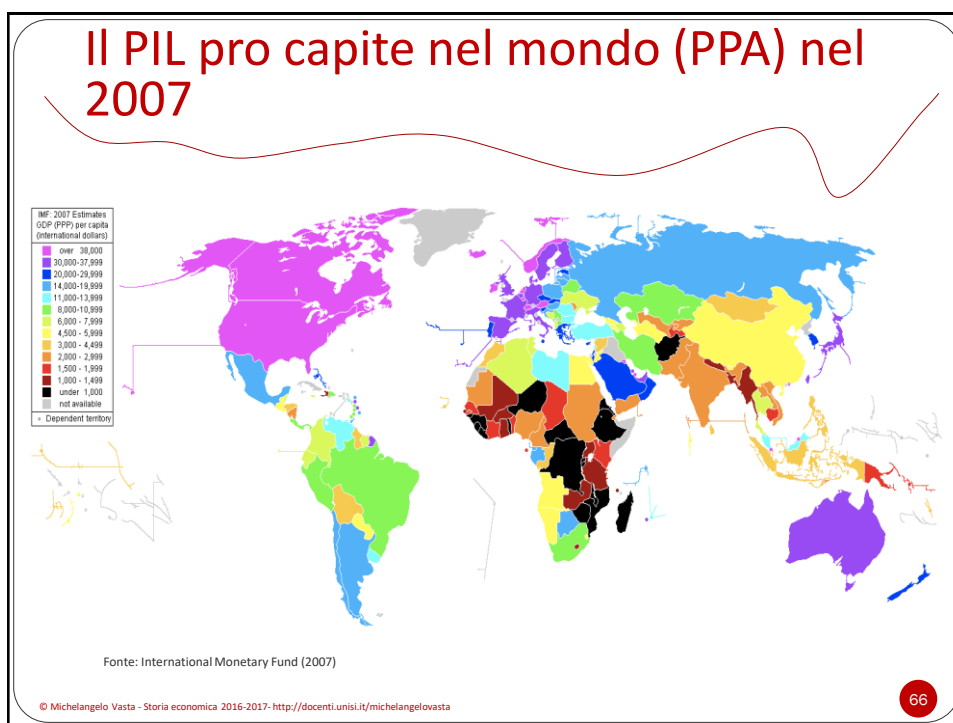 Il PIL pro capite nel mondo (PPA) nel
2007
IMF: 2007 Estimates
GDP (PPP) per capita
(international dollars)
over 38,000
30,000-37,999
20,000-29,999
14,000-19,999
11,000-13,999
8,000-10,999
6,000 - 7,999
4,500 - 5,999
3,000 - 4,499
2,000 - 2,999
1,500 - 1,999
1,000 - 1,499
under 1,000
not available
Dependent territory
Fonte: International Monetary Fund (2007)
© Michelangelo Vasta - Storia economica 2016-2017- http://docenti.unisi.it/michelangelovasta
66